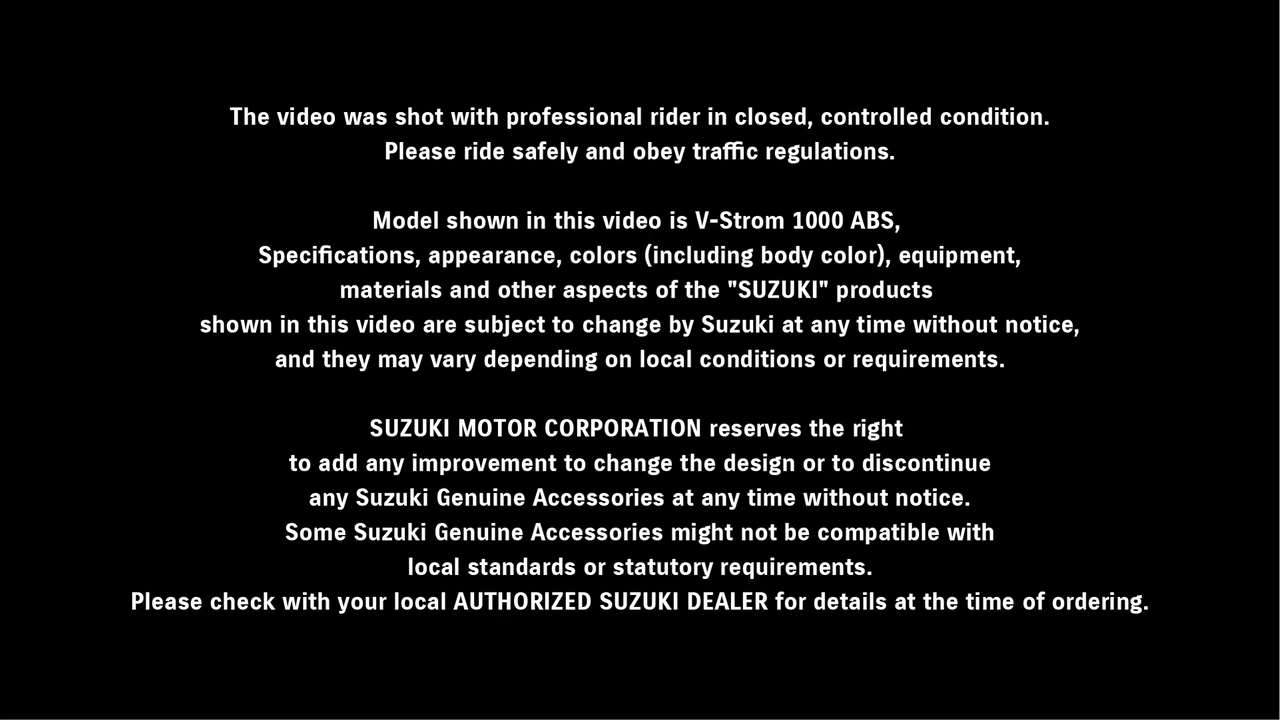 The video was shot with professional rider in closed, controlled condition.
Please ride safely and obey traffic regulations.
Model shown in this video is V-Strom 1000 ABS,
Specifications, appearance, colors (including body color), equipment,
materials and other aspects of the "SUZUKI" products
shown in this video are subject to change by Suzuki at any time without notice,
and they may vary depending on local conditions or requirements.
SUZUKI MOTOR CORPORATION reserves the right
to add any improvement to change the design or to discontinue
any Suzuki Genuine Accessories at any time without notice.
Some Suzuki Genuine Accessories might not be compatible with
local standards or statutory requirements.
Please check with your local AUTHORIZED SUZUKI DEALER for details at the time of ordering.